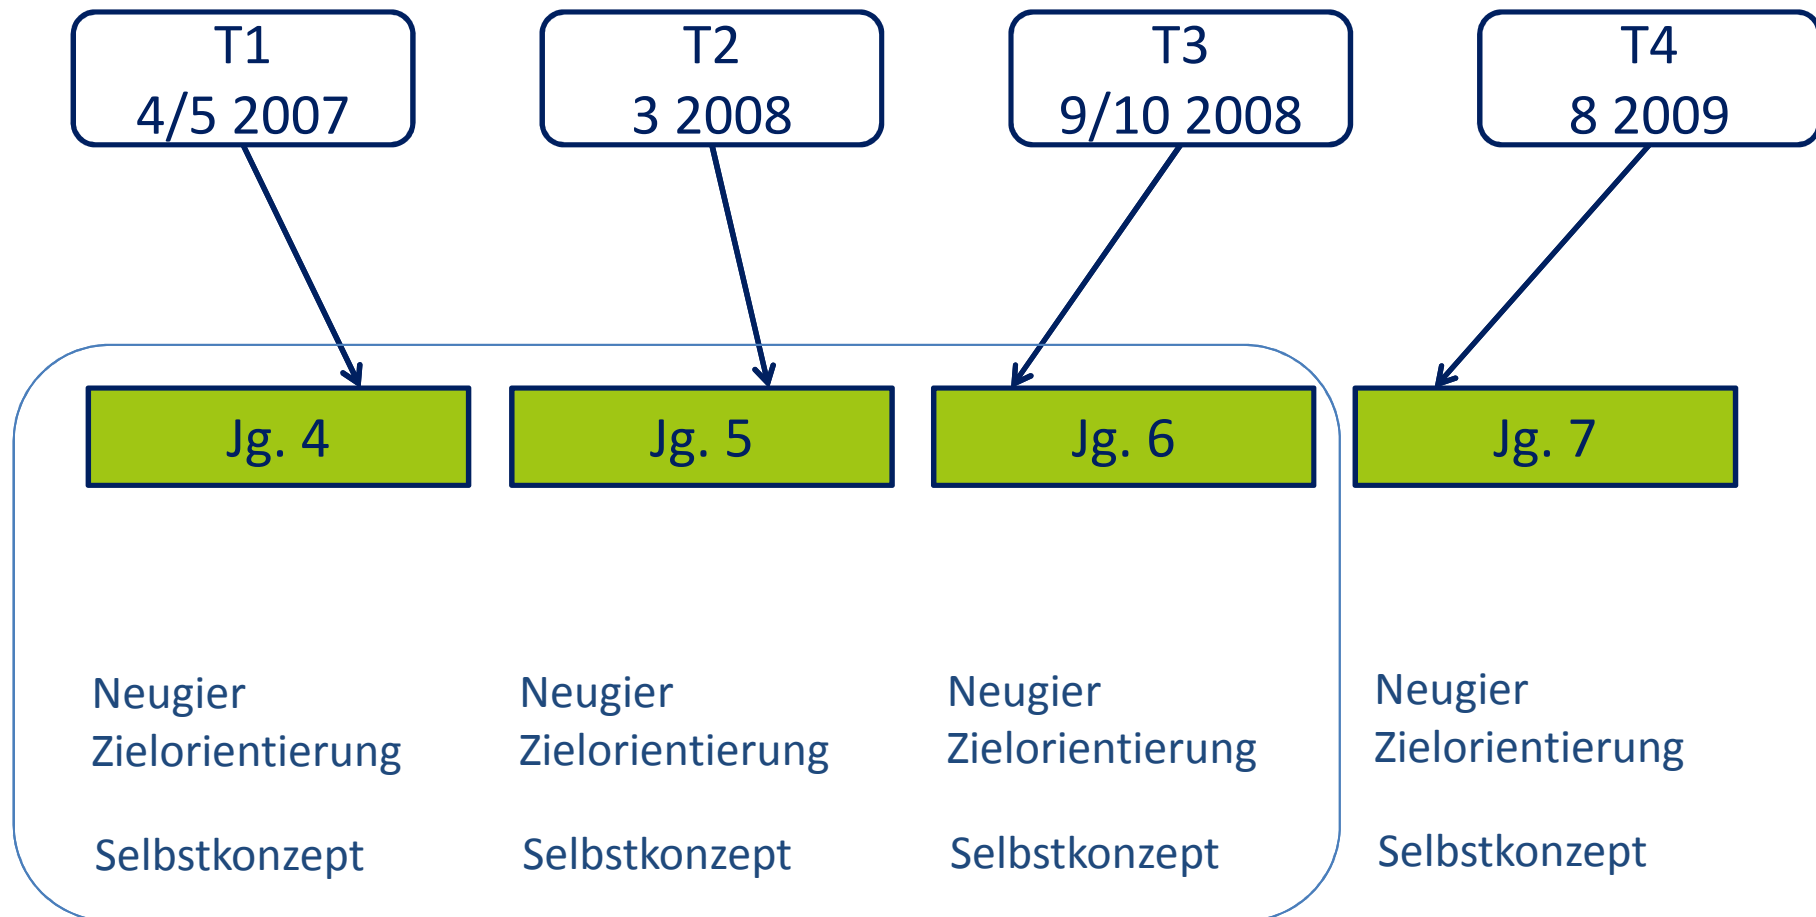 T1
4/5 2007
T2
3 2008
T3
9/10 2008
T4
8 2009
Jg. 4
Jg. 5
Jg. 6
Jg. 7
Neugier
Zielorientierung
Selbstkonzept
Neugier
Zielorientierung
Selbstkonzept
Neugier
Zielorientierung
Selbstkonzept
Neugier
Zielorientierung
Selbstkonzept